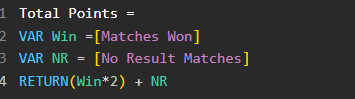 1 Total Points =
2 VAR Win =[Matches Won]
3 VAR NR = [No Result Matches]
4 RETURN(Win*2) + NR